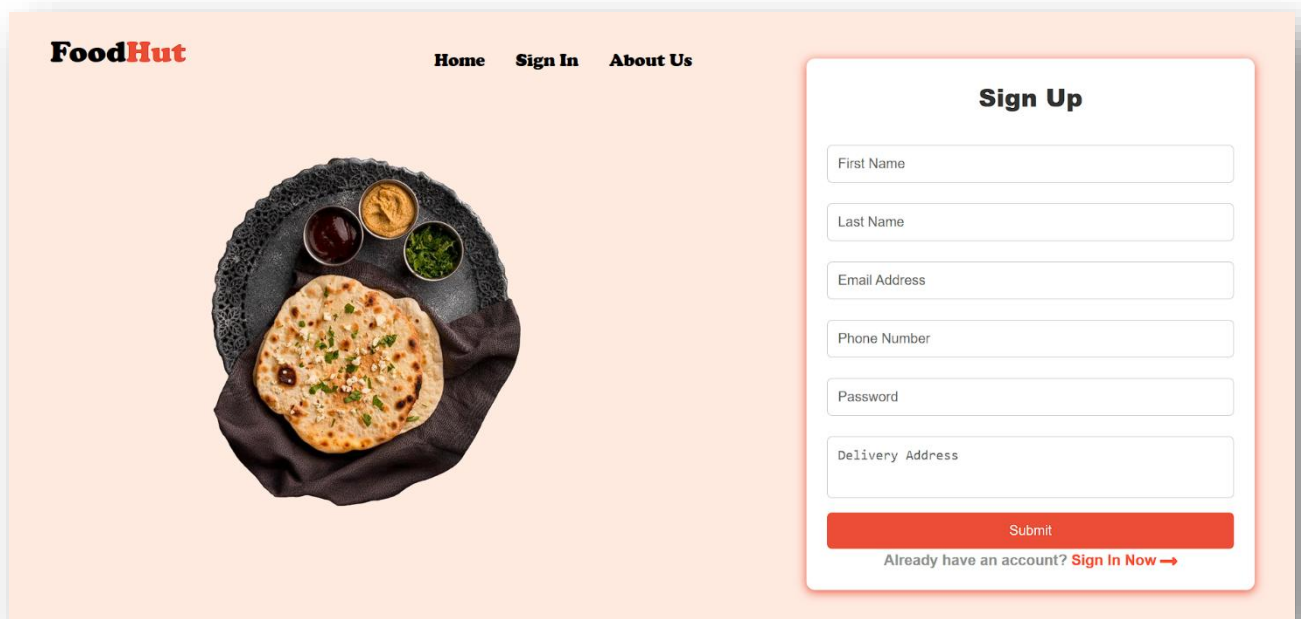 FoodHut
Home Sign In About Us
Sign Up
First Name
Last Name
Email Address
Phone Number
Password
Delivery Address
Submit
Already have an account? Sign In Now →